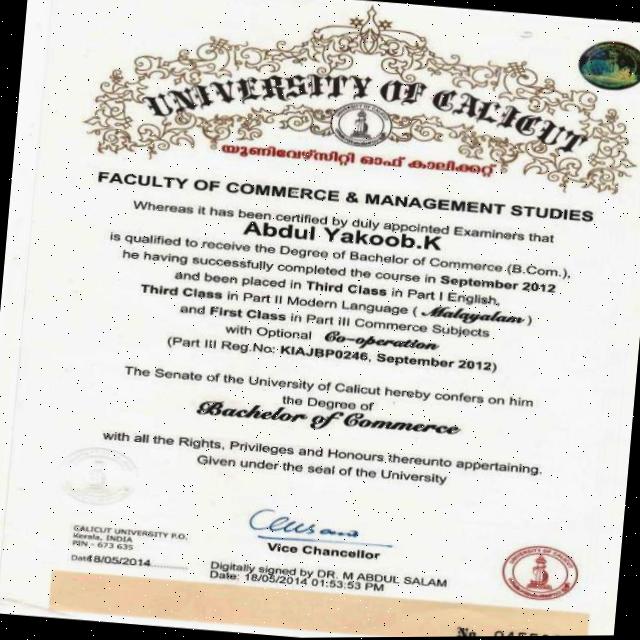 UNIVERSITY OF CALICUT
യൂണിവേഴ്സിറ്റി ഓഫ് കാലിക്കറ്റ്
FACULTY OF COMMERCE & MANAGEMENT STUDIES
Whereas it has been certified by duly appointed Examiners that
Abdul Yakoob.K
is qualified to receive the Degree of Bachelor of Commerce (B.Com.),
he having successfully completed the course in September 2012
and been placed in Third Class in Part I English,
Third Class in Part II Modern Language ( Malayalam )
and First Class in Part III Commerce Subjects
with Optional Co-operation
(Part III Reg.No: KIAJBP0246, September 2012)
The Senate of the University of Calicut hereby confers on him
the Degree of
Bachelor of Commerce
with all the Rights, Privileges and Honours thereunto appertaining.
Given under the seal of the University
CALICUT UNIVERSITY P.O.
Kerala, INDIA
PIN - 673 635
Date 18/05/2014
Vice Chancellor
Digitally signed by DR. M ABDUL SALAM
Date: 18/05/2014 01:53:53 PM
UNIVERSITY OF CALICUT
No.